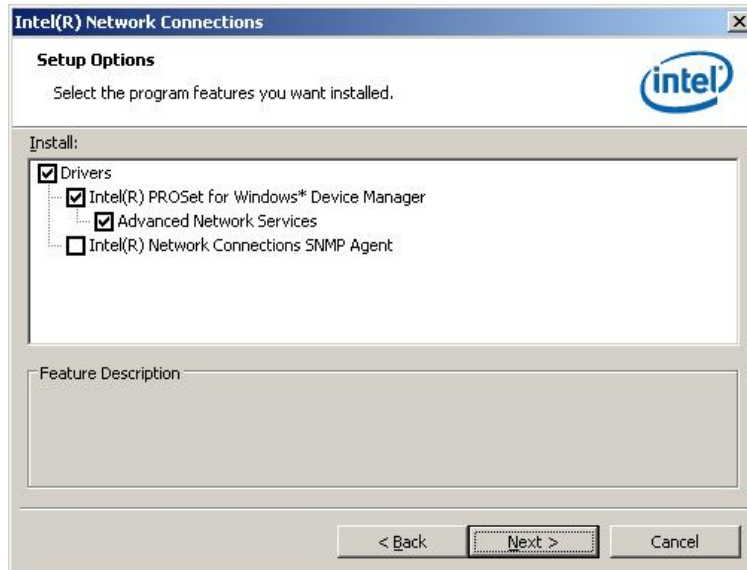 Intel(R) Network Connections
Setup Options
Select the program features you want installed.
intel
Install:
Drivers
Intel(R) PROSet for Windows* Device Manager
Advanced Network Services
Intel(R) Network Connections SNMP Agent
Feature Description
< Back Next > Cancel